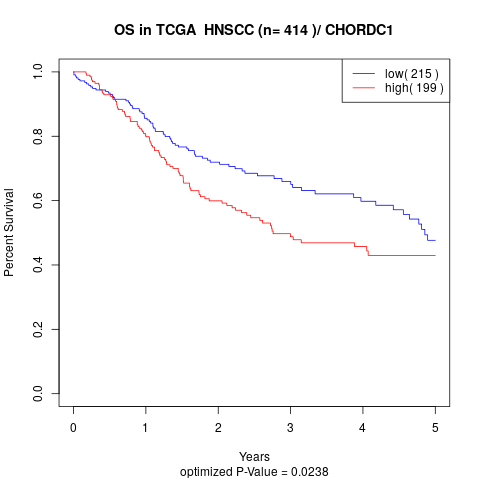 OS in TCGA  HNSCC (n= 414 )/ CHORDC1
low( 215 )
high( 199 )
Percent Survival
1.0
0.8
0.6
0.4
0.2
0.0
0 1 2 3 4 5
Years
optimized P-Value = 0.0238